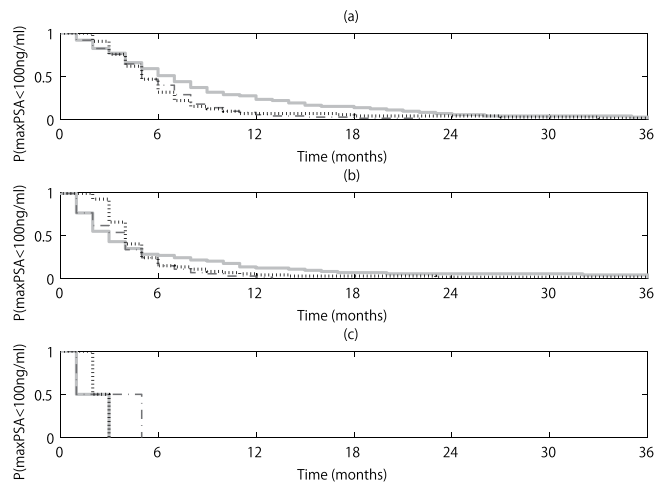 (a)
P(maxPSA<100ng/ml)
1
0.5
0
0 6 12 18 24 30 36
Time (months)
(b)
P(maxPSA<100ng/ml)
1
0.5
0
0 6 12 18 24 30 36
Time (months)
(c)
P(maxPSA<100ng/ml)
1
0.5
0
0 6 12 18 24 30 36
Time (months)